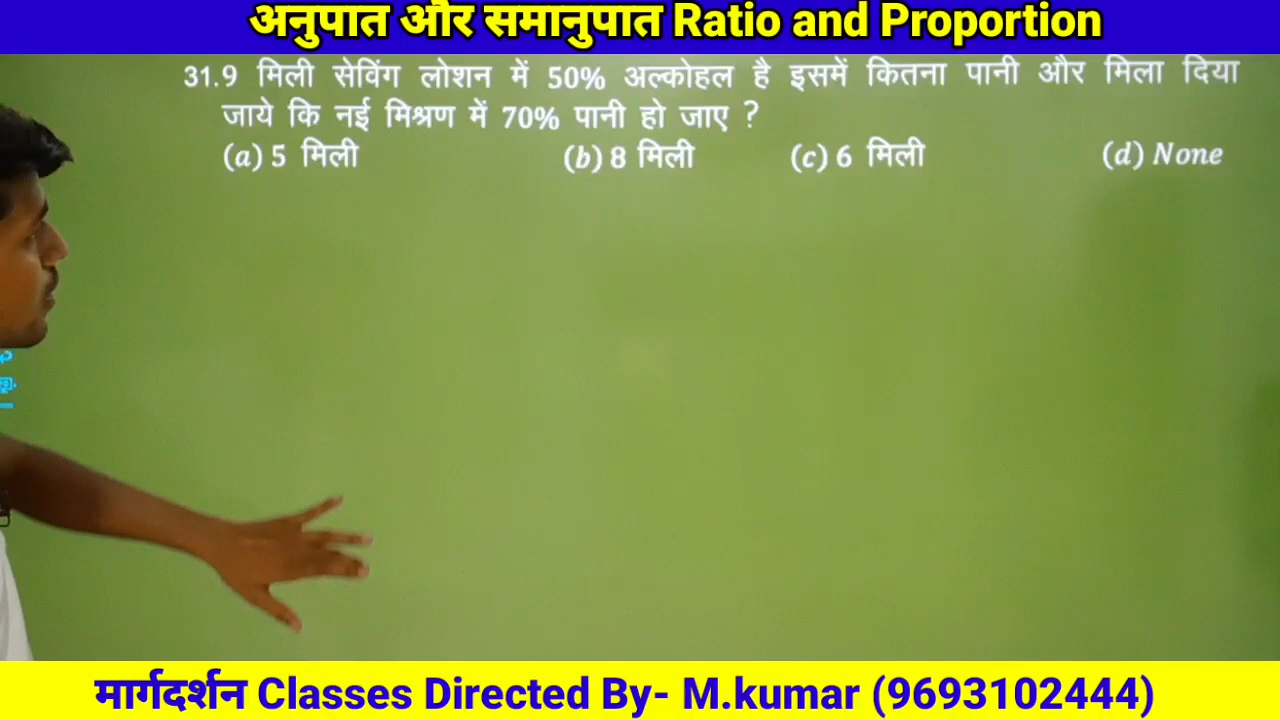 अनुपात और समानुपात Ratio and Proportion
31.9 मिली सेविंग लोशन में 50% अल्कोहल है इसमें कितना पानी और मिला दिया
जाये कि नई मिश्रण में 70% पानी हो जाए ?
(a) 5 मिली (b) 8 मिली (c) 6 मिली (d) None
मार्गदर्शन Classes Directed By- M.kumar (9693102444)